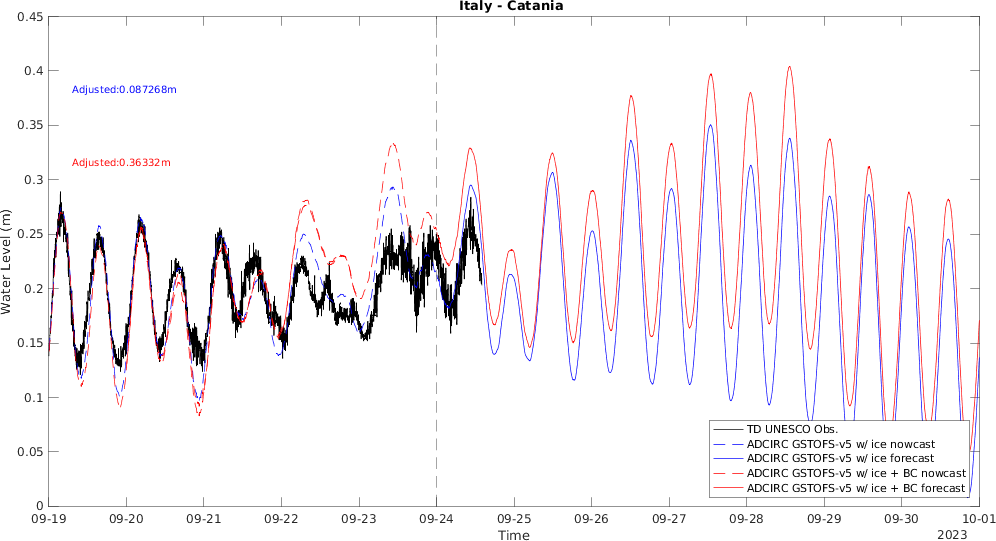 Italy - Catania
0.45
0.4
0.35
0.3
0.25
0.2
0.15
0.1
0.05
0
Water Level (m)
Adjusted:0.087268m
Adjusted:0.36332m
TD UNESCO Obs.
ADCIRC GSTOFS-v5 w/ ice nowcast
ADCIRC GSTOFS-v5 w/ ice forecast
ADCIRC GSTOFS-v5 w/ ice + BC nowcast
ADCIRC GSTOFS-v5 w/ ice + BC forecast
09-19 09-20 09-21 09-22 09-23 09-24 09-25 09-26 09-27 09-28 09-29 09-30 10-01
Time
2023